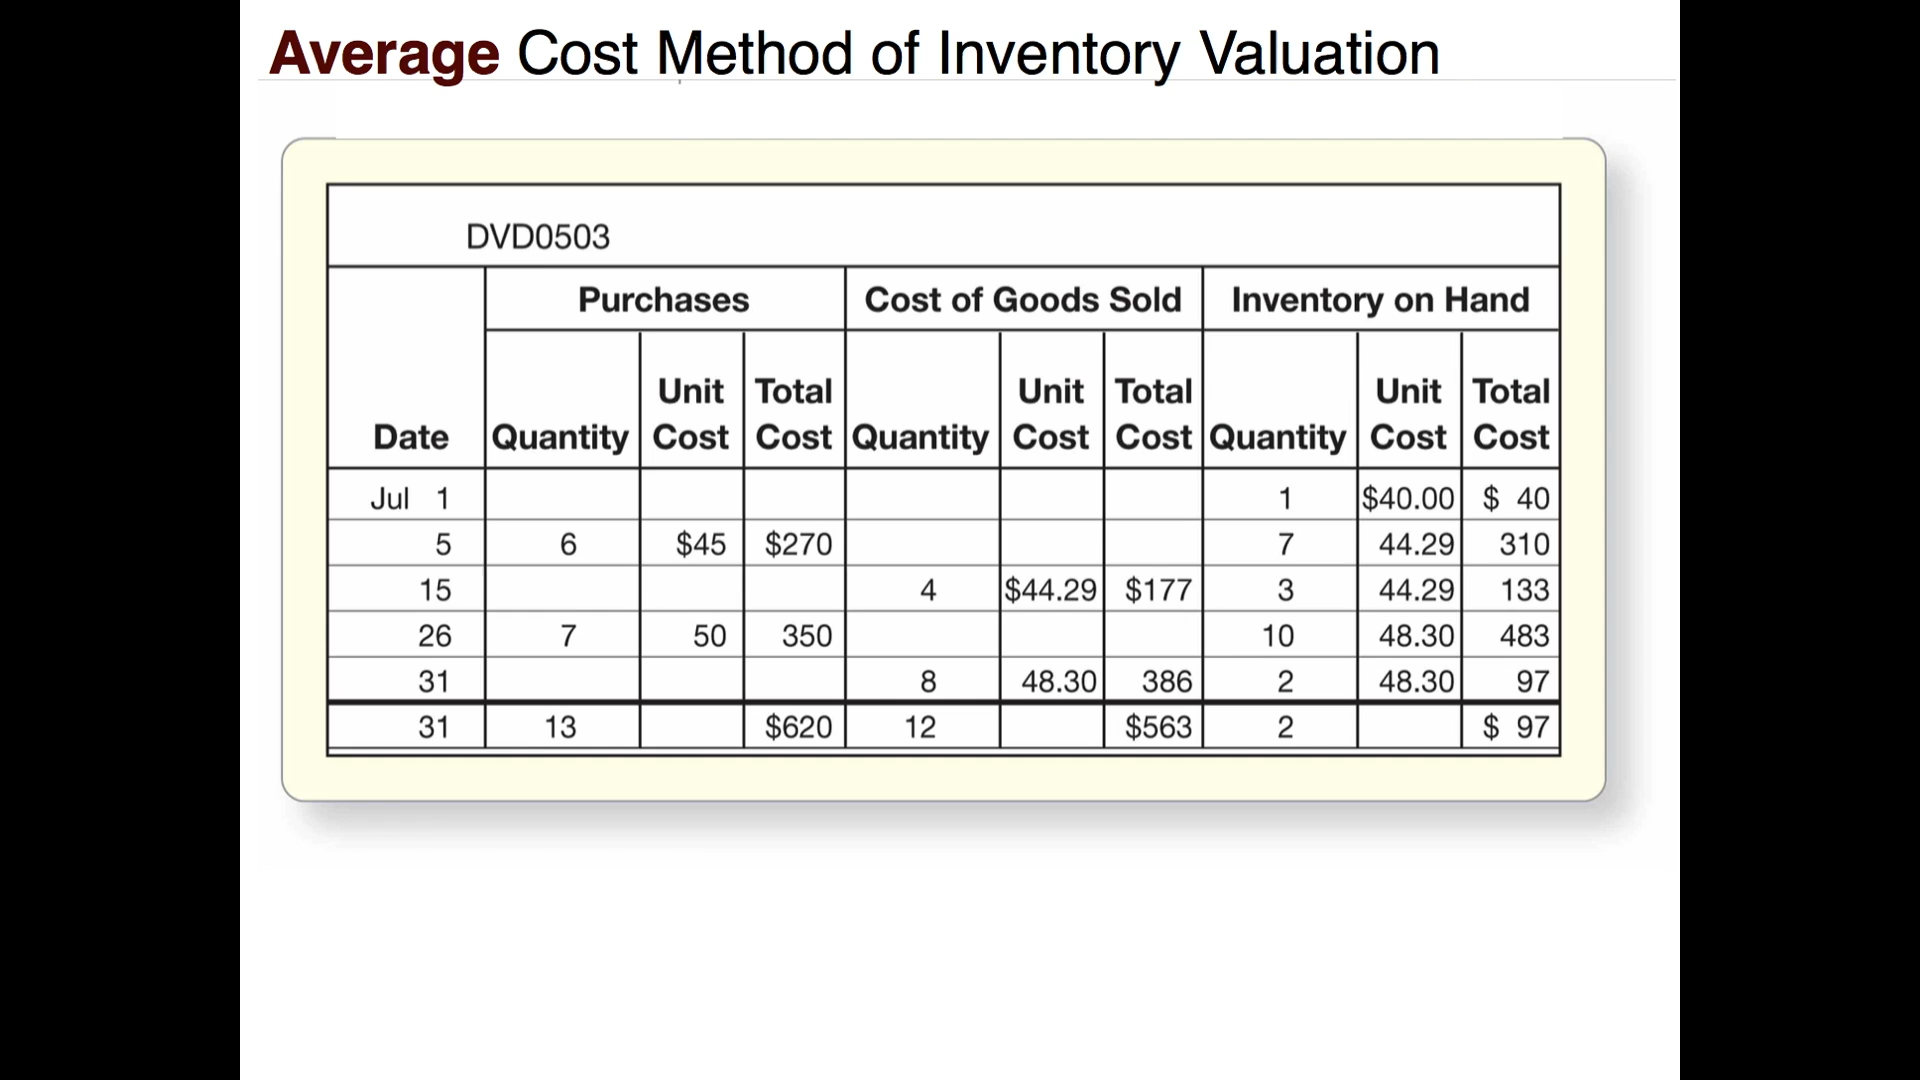 Average Cost Method of Inventory Valuation
DVD0503
Purchases Cost of Goods Sold Inventory on Hand
Unit Total Unit Total Unit Total
Date Quantity Cost Cost Quantity Cost Cost Quantity Cost Cost
Jul 1 1 $40.00 $ 40
5 6 $45 $270 7 44.29 310
15 4 $44.29 $177 3 44.29 133
26 7 50 350 10 48.30 483
31 8 48.30 386 2 48.30 97
31 13 $620 12 $563 2 $ 97